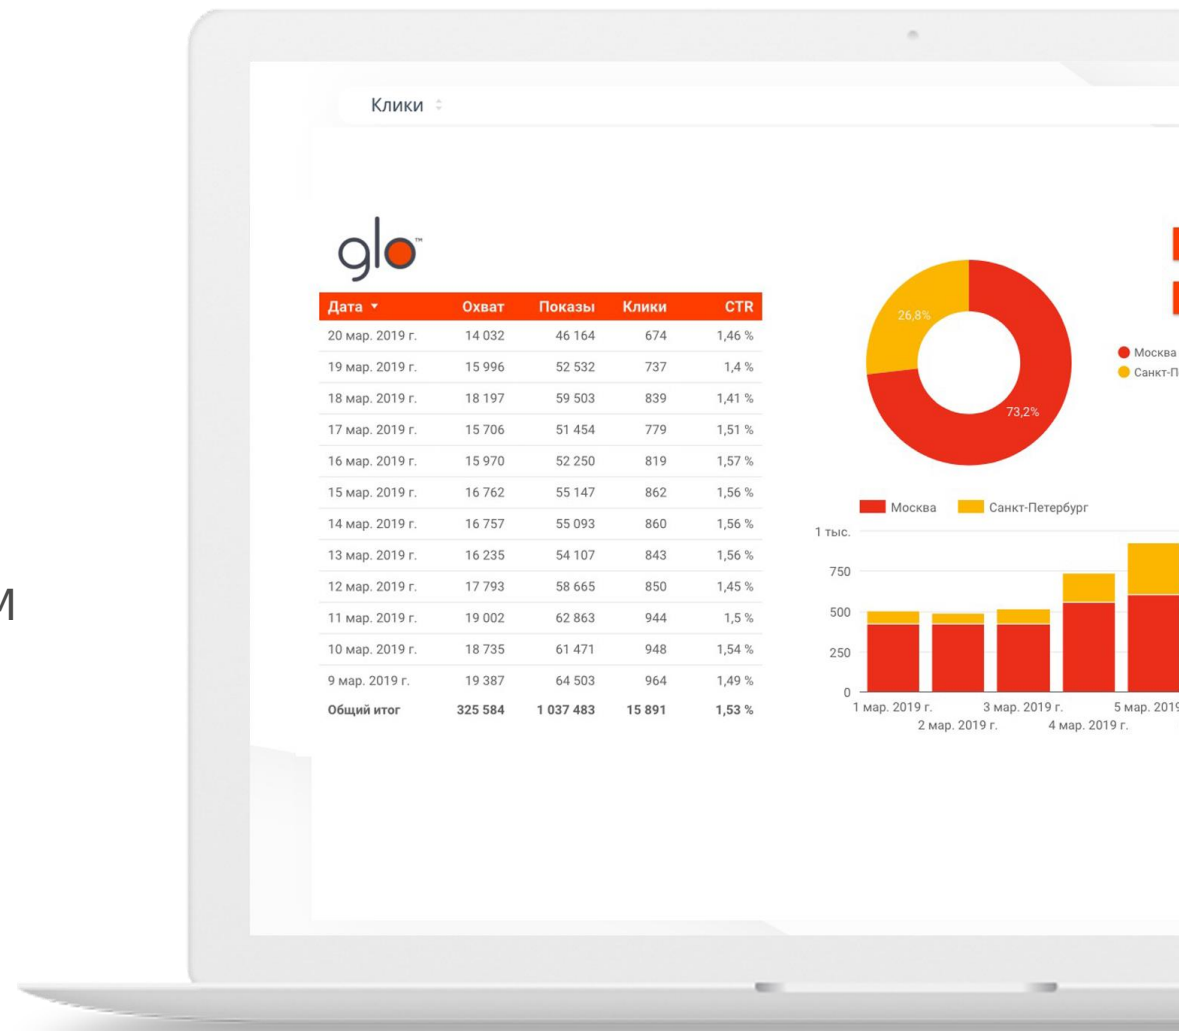 Клики
glo™
Дата Охват Показы Клики CTR
20 мар. 2019 г. 14 032 46 164 674 1,46 %
19 мар. 2019 г. 15 996 52 532 737 1,4 %
18 мар. 2019 г. 18 197 59 503 839 1,41 %
17 мар. 2019 г. 15 706 51 454 779 1,51 %
16 мар. 2019 г. 15 970 52 250 819 1,57 %
15 мар. 2019 г. 16 762 55 147 862 1,56 %
14 мар. 2019 г. 16 757 55 093 860 1,56 %
13 мар. 2019 г. 16 235 54 107 843 1,56 %
12 мар. 2019 г. 17 793 58 665 850 1,45 %
11 мар. 2019 г. 19 002 62 863 944 1,5 %
10 мар. 2019 г. 18 735 61 471 948 1,54 %
9 мар. 2019 г. 19 387 64 503 964 1,49 %
Общий итог 325 584 1 037 483 15 891 1,53 %
26,8%
73,2%
Москва
Санкт-П
Москва Санкт-Петербург
1 тыс.
750
500
250
0
1 мар. 2019 г. 3 мар. 2019 г. 5 мар. 2019
2 мар. 2019 г. 4 мар. 2019 г.